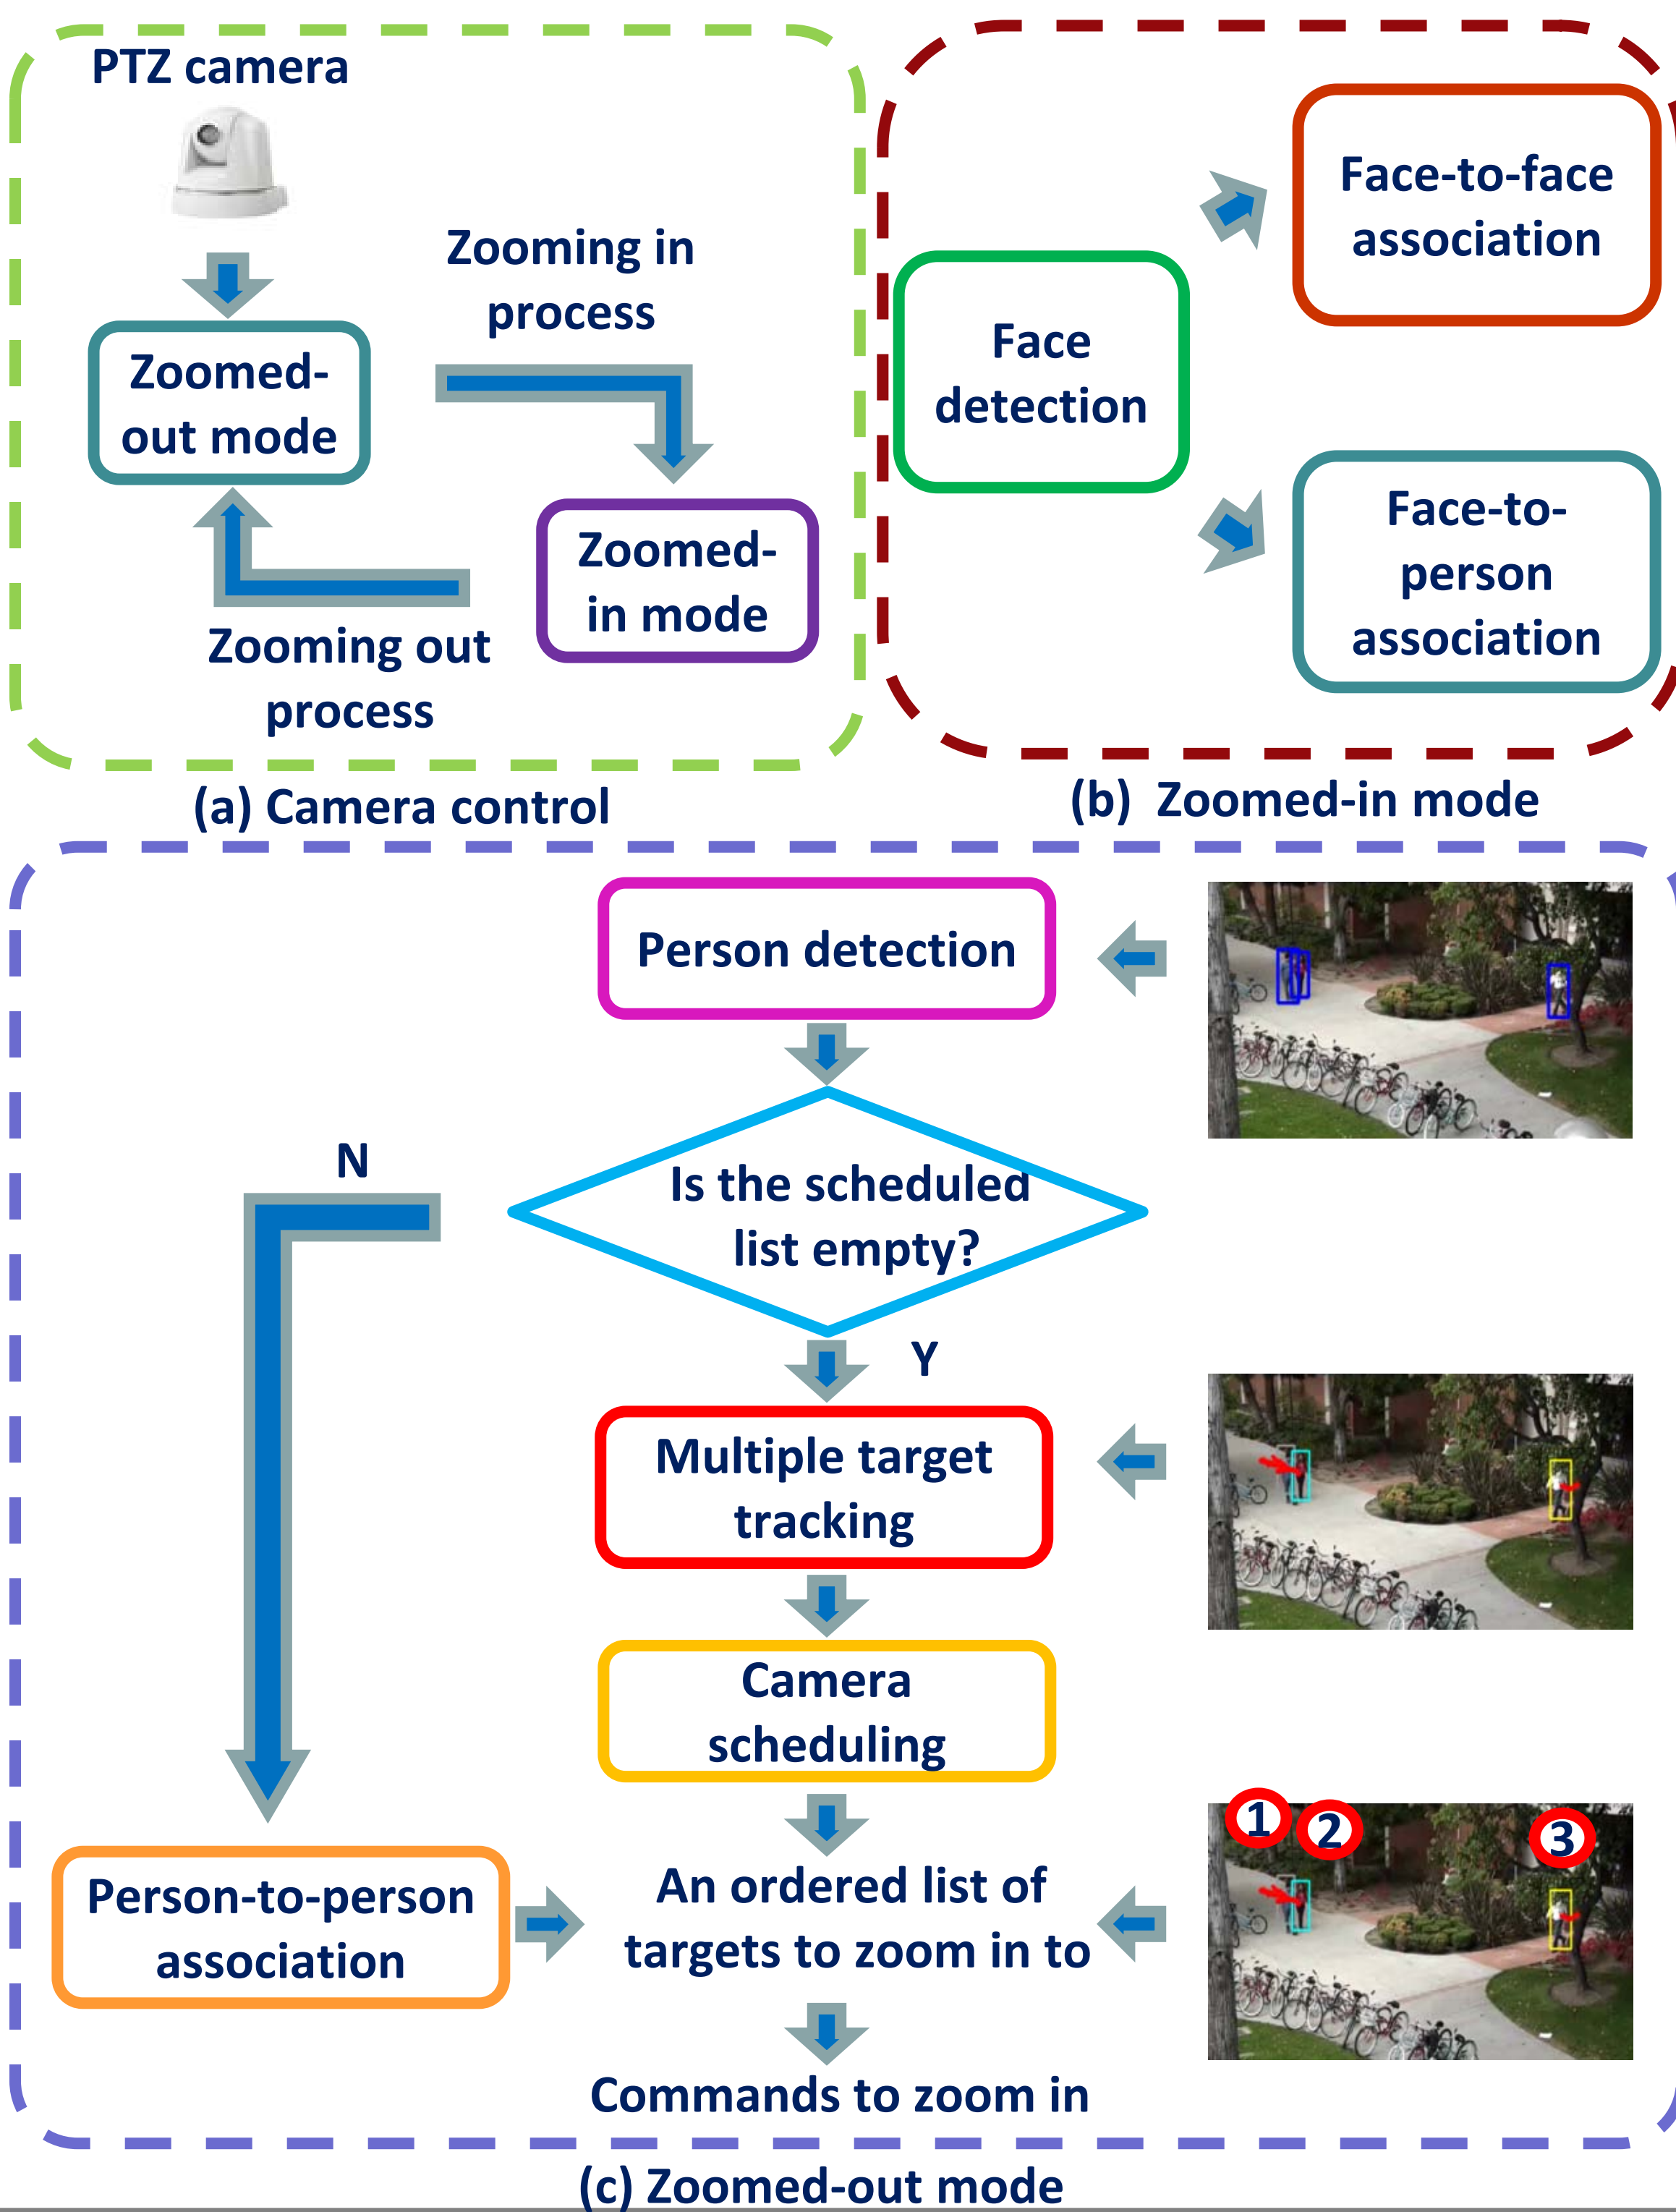 PTZ camera
Zooming in
process
Zoomed-
out mode
Zoomed-
in mode
Zooming out
process
(a) Camera control
Face
detection
Face-to-face
association
Face-to-
person
association
(b) Zoomed-in mode
Person detection
Is the scheduled
list empty?
N
Y
Multiple target
tracking
Camera
scheduling
1
2
3
Person-to-person
association
An ordered list of
targets to zoom in to
Commands to zoom in
(c) Zoomed-out mode